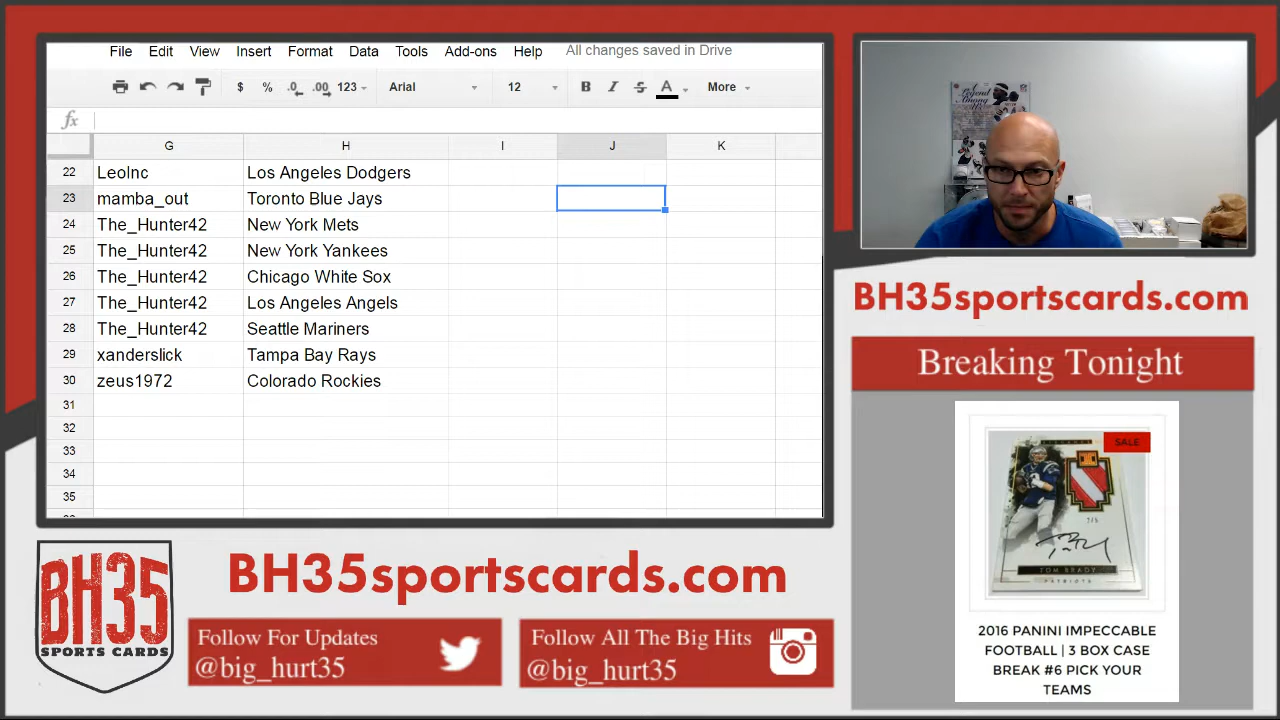 File Edit View Insert Format Data Tools Add-ons Help All changes saved in Drive
$ % .0 .00 123 Arial 12 B I S A More
fx
G H I J K
22 LeoInc Los Angeles Dodgers
23 mamba_out Toronto Blue Jays
24 The_Hunter42 New York Mets
25 The_Hunter42 New York Yankees
26 The_Hunter42 Chicago White Sox
27 The_Hunter42 Los Angeles Angels
28 The_Hunter42 Seattle Mariners
29 xanderslick Tampa Bay Rays
30 zeus1972 Colorado Rockies
31
32
33
34
35
BH35
SPORTS CARDS
BH35sportscards.com
Follow For Updates
@big_hurt35
Follow All The Big Hits
@big_hurt35
BH35sportscards.com
Breaking Tonight
SALE
TOM BRADY
PATRIOTS
2016 PANINI IMPECCABLE
FOOTBALL | 3 BOX CASE
BREAK #6 PICK YOUR
TEAMS